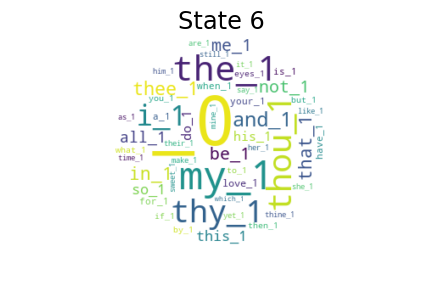 State 6
are_1 me_1
still_1
the_1 it_1
him_1 eyes_1 is_1
thee_1 when_1 say_1 not_1
you_1 your_1 but_1
as_1 i_1 a_1 do_1 mine_1 _0 and_1 thou_1 that_1 like_1
all_1 their_1 his_1 have_1
what_1 be_1 her_1
time_1 make_1
in_1 sweet_1 my_1 to_1 love_1
so_1 she_1
for_1 thy_1 which_1
if_1 yet_1 thine_1
by_1 this_1 then_1